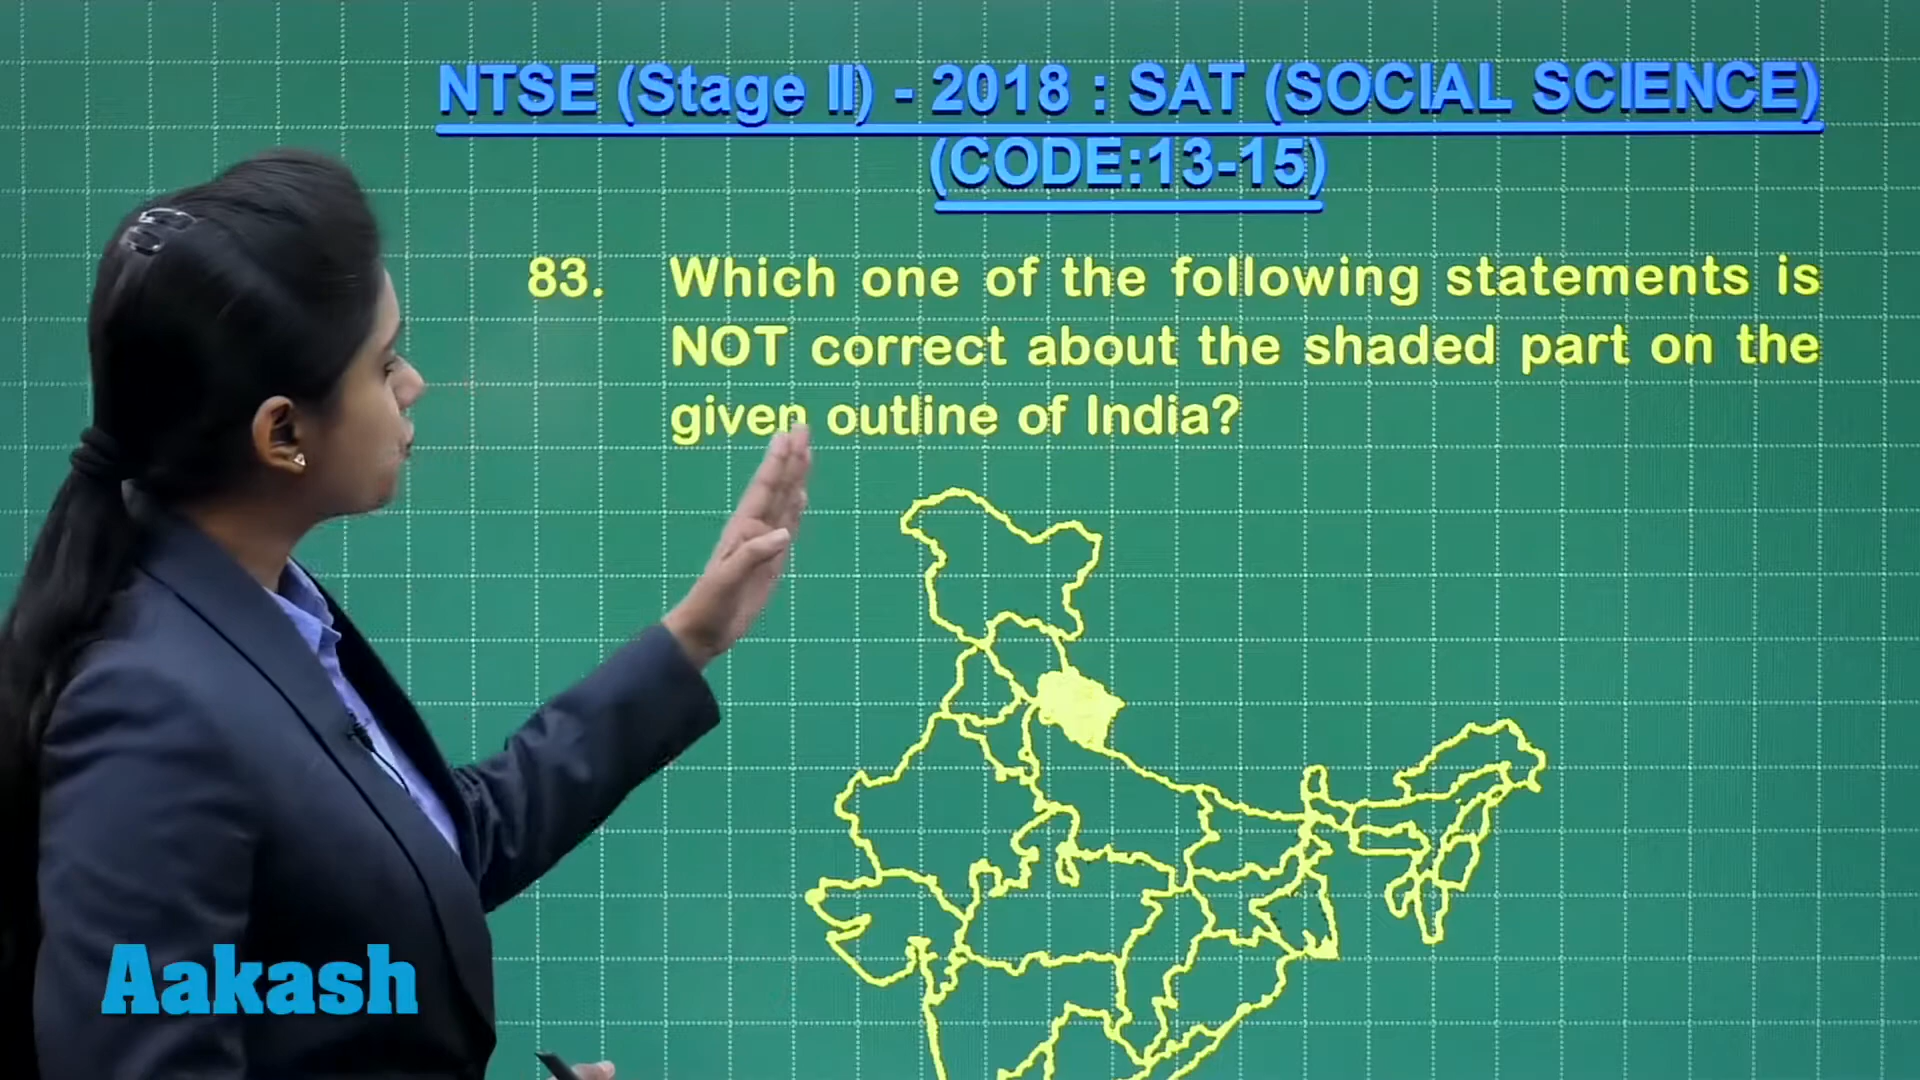 NTSE (Stage II) - 2018 : SAT (SOCIAL SCIENCE)
(CODE:13-15)
83. Which one of the following statements is
NOT correct about the shaded part on the
given outline of India?
Aakash